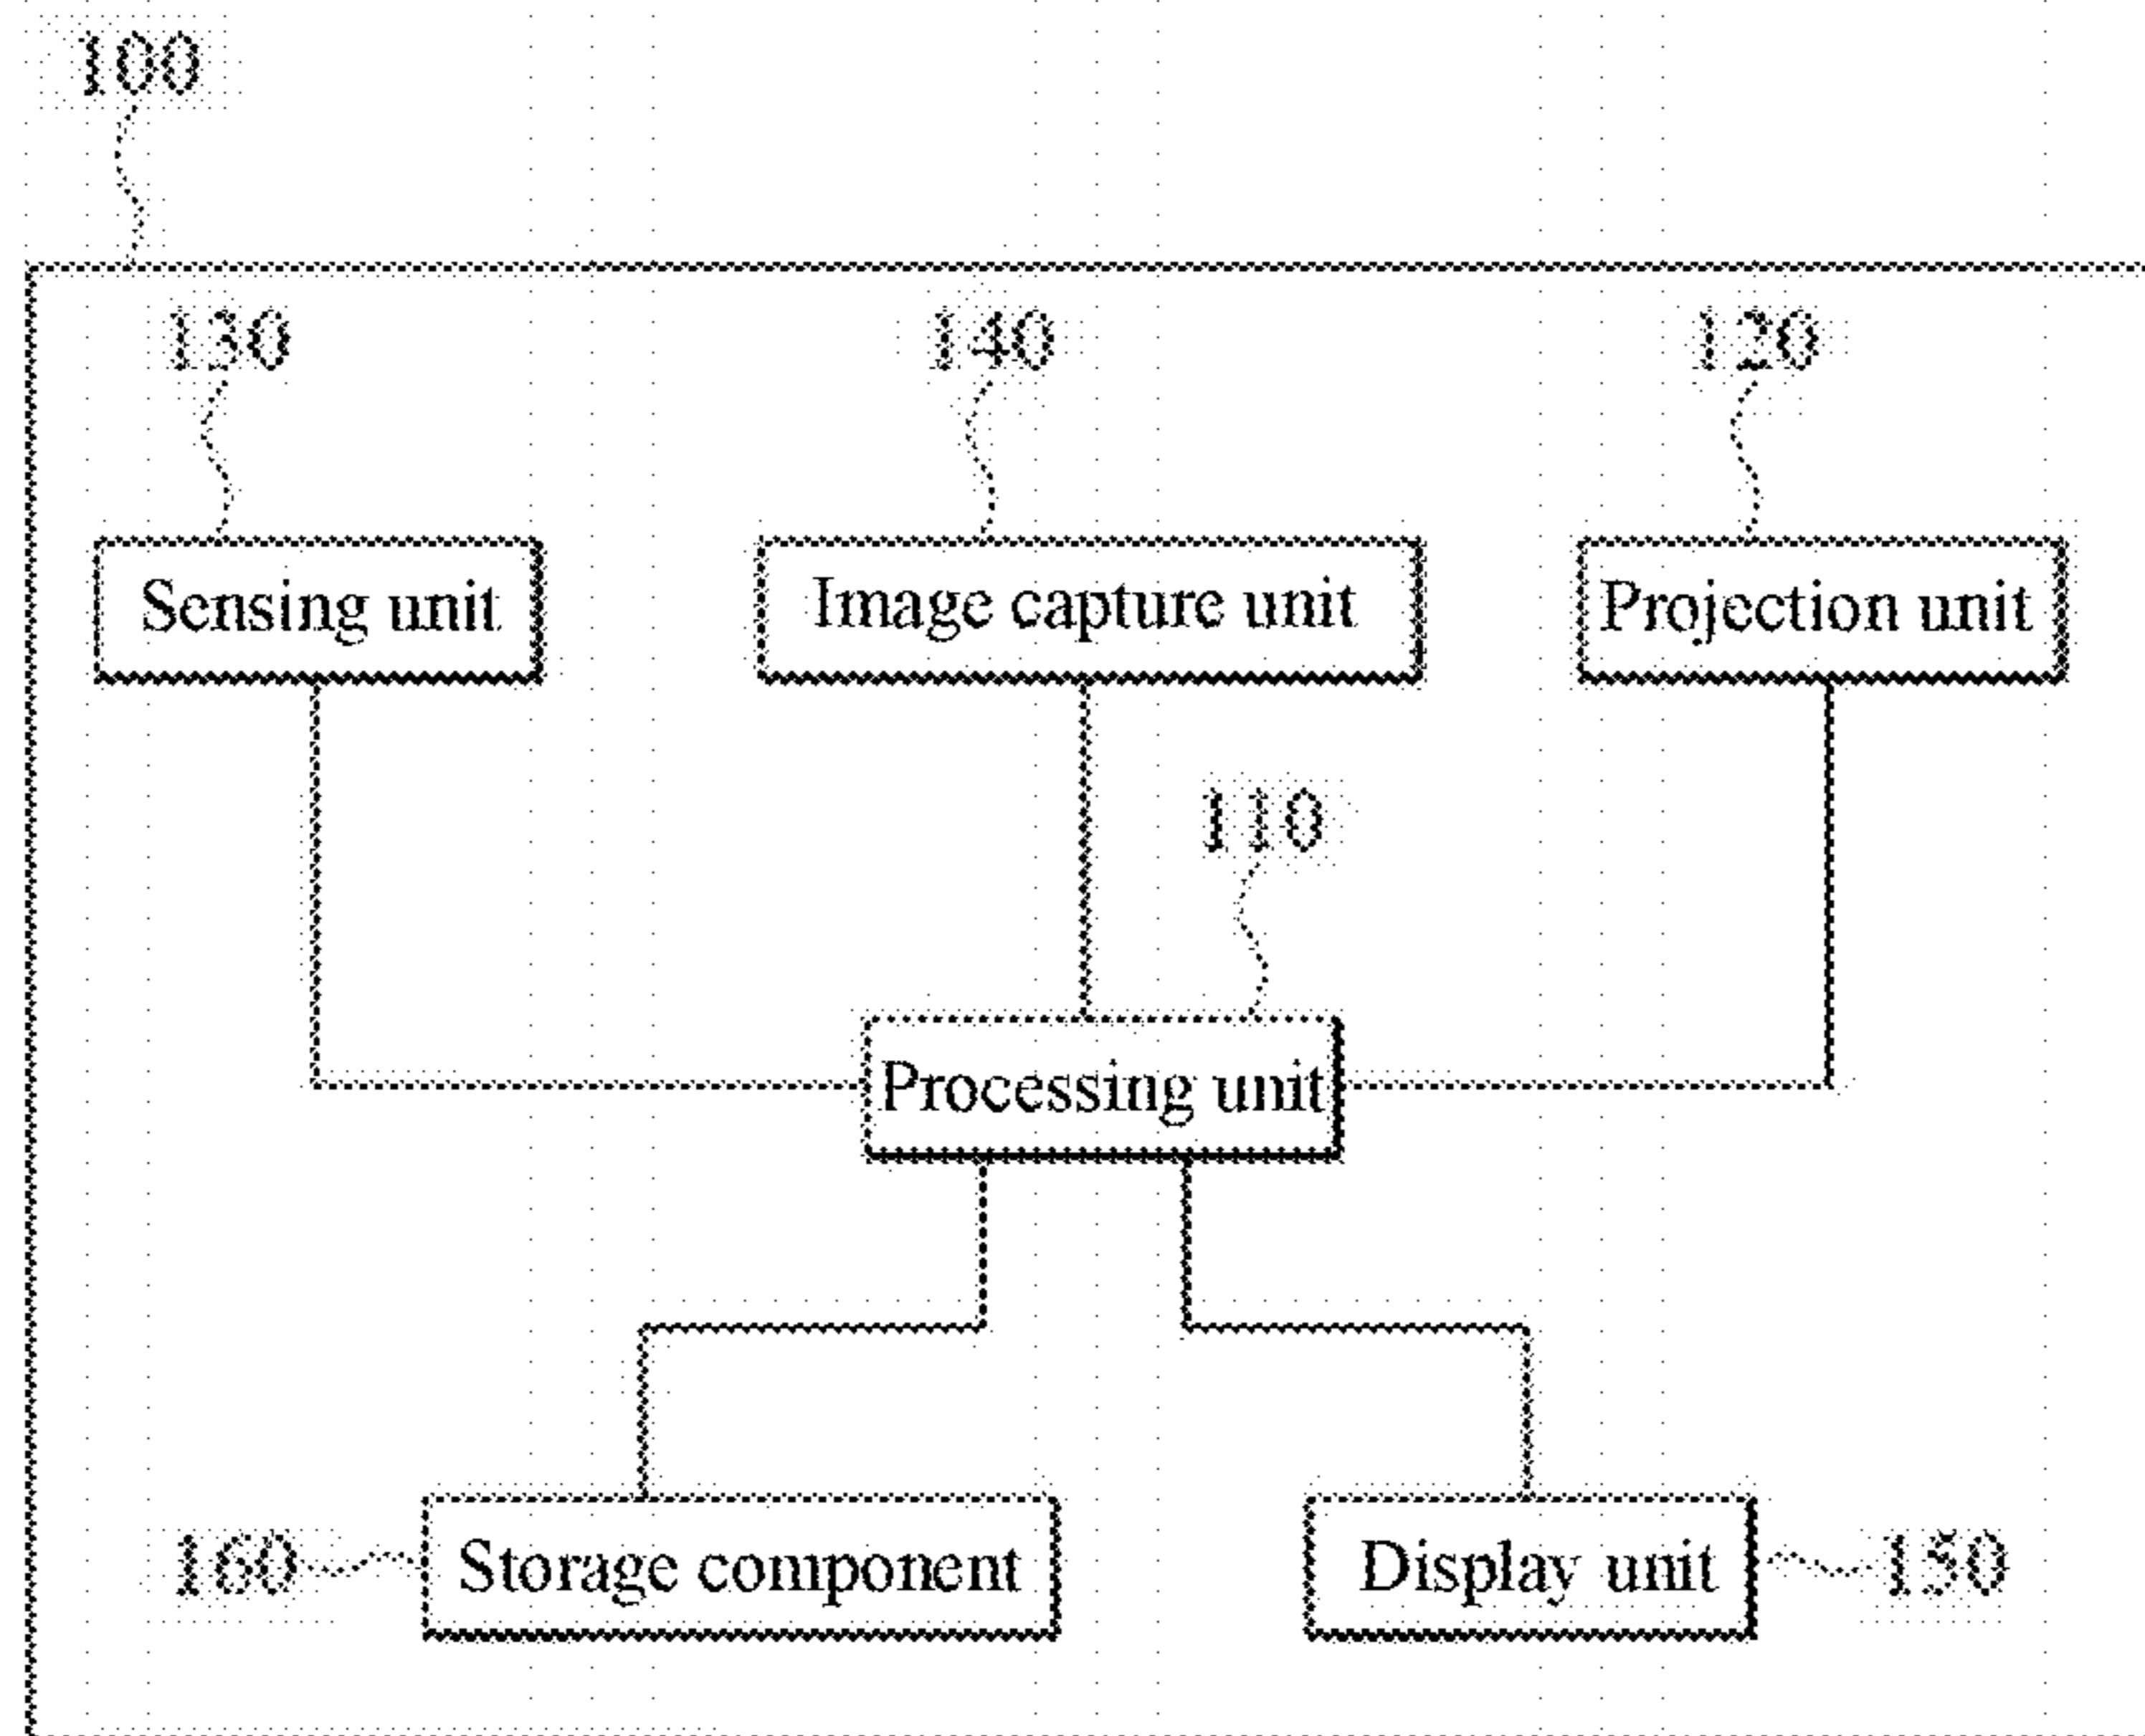 100
130
140
120
Sensing unit
Image capture unit
Projection unit
110
Processing unit
160
Storage component
Display unit
150